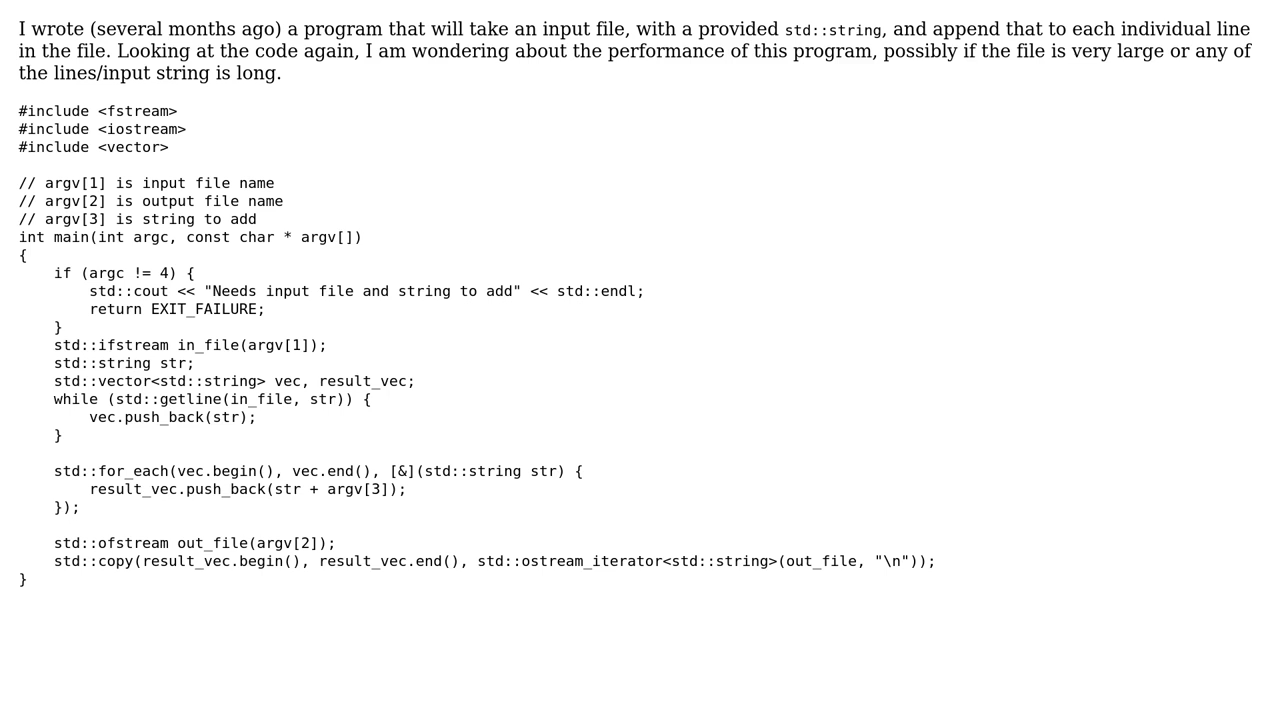 I wrote (several months ago) a program that will take an input file, with a provided std::string, and append that to each individual line
in the file. Looking at the code again, I am wondering about the performance of this program, possibly if the file is very large or any of
the lines/input string is long.
#include <fstream>
#include <iostream>
#include <vector>
// argv[1] is input file name
// argv[2] is output file name
// argv[3] is string to add
int main(int argc, const char * argv[])
{
    if (argc != 4) {
        std::cout << "Needs input file and string to add" << std::endl;
        return EXIT_FAILURE;
    }
    std::ifstream in_file(argv[1]);
    std::string str;
    std::vector<std::string> vec, result_vec;
    while (std::getline(in_file, str)) {
        vec.push_back(str);
    }
    std::for_each(vec.begin(), vec.end(), [&](std::string str) {
        result_vec.push_back(str + argv[3]);
    });
    std::ofstream out_file(argv[2]);
    std::copy(result_vec.begin(), result_vec.end(), std::ostream_iterator<std::string>(out_file, "\n"));
}